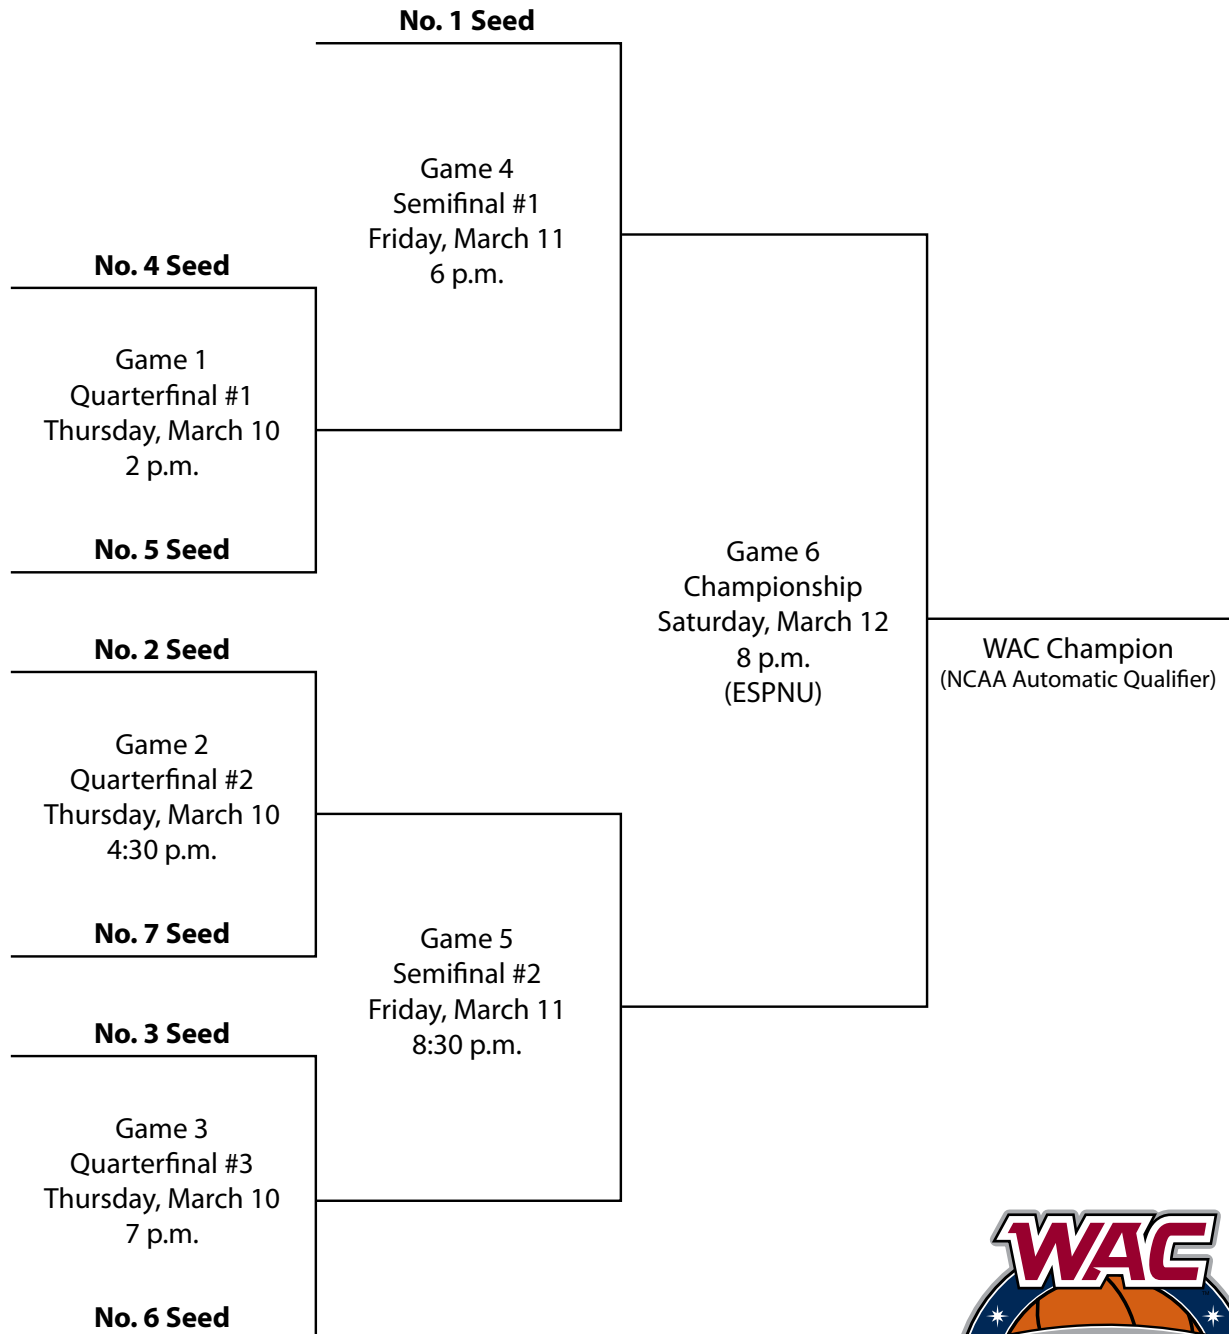 No. 1 Seed
Game 4
Semifinal #1
Friday, March 11
6 p.m.
No. 4 Seed
Game 1
Quarterfinal #1
Thursday, March 10
2 p.m.
No. 5 Seed
Game 6
Championship
Saturday, March 12
8 p.m.
(ESPNU)
WAC Champion
(NCAA Automatic Qualifier)
No. 2 Seed
Game 2
Quarterfinal #2
Thursday, March 10
4:30 p.m.
No. 7 Seed
Game 5
Semifinal #2
Friday, March 11
8:30 p.m.
No. 3 Seed
Game 3
Quarterfinal #3
Thursday, March 10
7 p.m.
No. 6 Seed
WAC